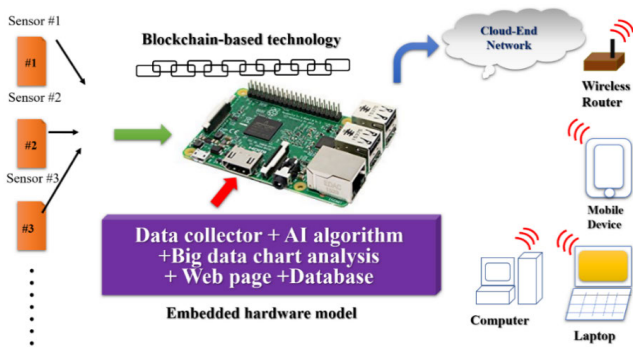 Sensor #1
#1
Sensor #2
#2
Sensor #3
#3
Blockchain-based technology
Data collector + AI algorithm
+Big data chart analysis
+ Web page +Database
Embedded hardware model
Cloud-End
Network
Wireless
Router
Mobile
Device
Computer
Laptop